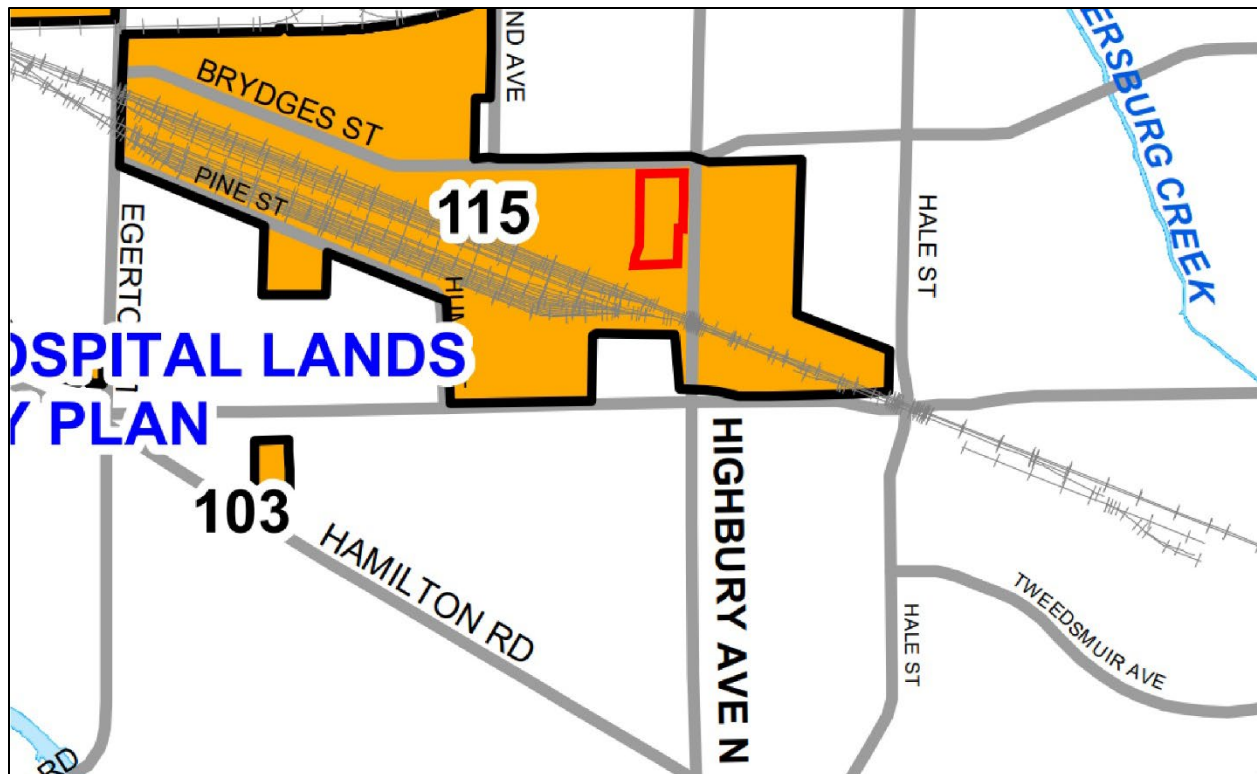 BRYDGES ST
ND AVE
ERSBURG CREEK
PINE ST
115
HALE ST
OSPITAL LANDS
Y PLAN
103
HAMILTON RD
HIGHBURY AVE N
HALE ST
TWEEDSMUIR AVE
RD